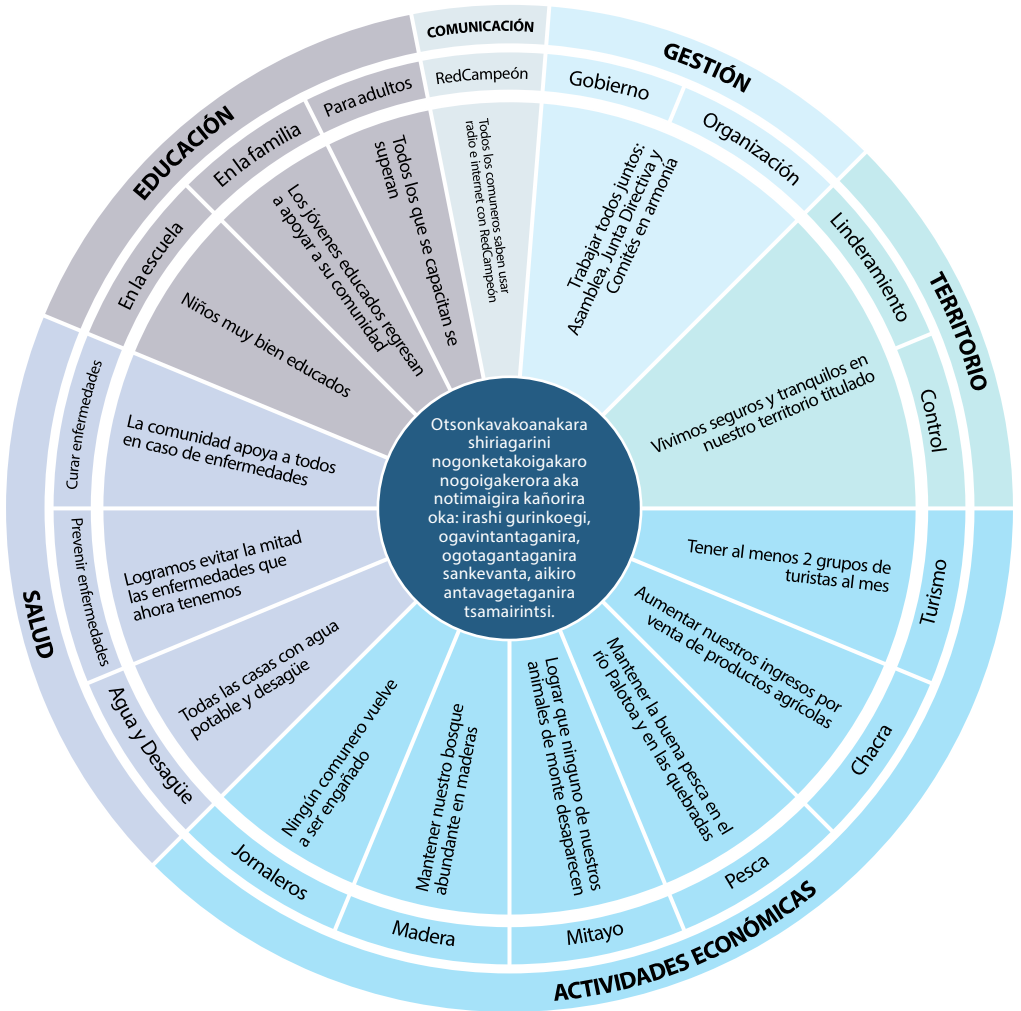 COMUNICACIÓN
RedCampeón
Todos los comuneros saben usar
radio e internet con RedCampeón
GESTIÓN
Gobierno
Organización
Trabajar todos juntos:
Asamblea, Junta Directiva y
Comités en armonía
TERRITORIO
Linderamiento
Control
Vivimos seguros y tranquilos en
nuestro territorio titulado
ACTIVIDADES ECONÓMICAS
Turismo
Tener al menos 2 grupos de
turistas al mes
Chacra
Aumentar nuestros ingresos por
venta de productos agrícolas
Pesca
Mantener la buena pesca en el
río Palotoa y en las quebradas
Mitayo
Lograr que ninguno de nuestros
animales de monte desaparecen
Madera
Mantener nuestro bosque
abundante en maderas
Jornaleros
Ningún comunero vuelve
a ser engañado
SALUD
Agua y Desagüe
Todas las casas con agua
potable y desagüe
Prevenir enfermedades
Logramos evitar la mitad
las enfermedades que
ahora tenemos
Curar enfermedades
La comunidad apoya a todos
en caso de enfermedades
EDUCACIÓN
En la escuela
Niños muy bien educados
En la familia
Los jóvenes educados regresan
a apoyar a su comunidad
Para adultos
Todos los que se capacitan se
superan
Otsonkavakoanakara
shiriagarini
nogonketakoigakaro
nogoigakerora aka
notimaigira kañorira
oka: irashi gurinkoegi,
ogavintantaganira,
ogotagantaganira
sankevanta, aikiro
antavagetaganira
tsamairintsi.